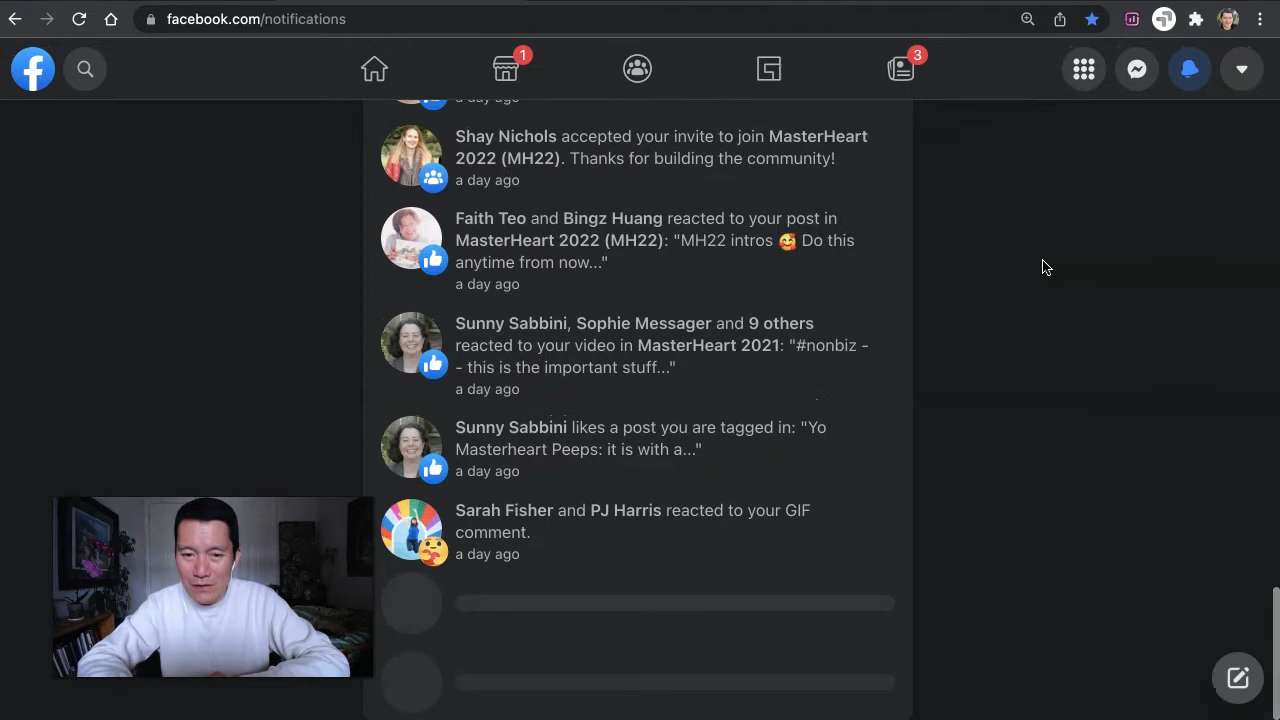 facebook.com/notifications
1
3
a day ago
Shay Nichols accepted your invite to join MasterHeart
2022 (MH22). Thanks for building the community!
a day ago
Faith Teo and Bingz Huang reacted to your post in
MasterHeart 2022 (MH22): "MH22 intros 🥰 Do this
anytime from now..."
a day ago
Sunny Sabbini, Sophie Messager and 9 others
reacted to your video in MasterHeart 2021: "#nonbiz -
- this is the important stuff..."
a day ago
Sunny Sabbini likes a post you are tagged in: "Yo
Masterheart Peeps: it is with a..."
a day ago
Sarah Fisher and PJ Harris reacted to your GIF
comment.
a day ago